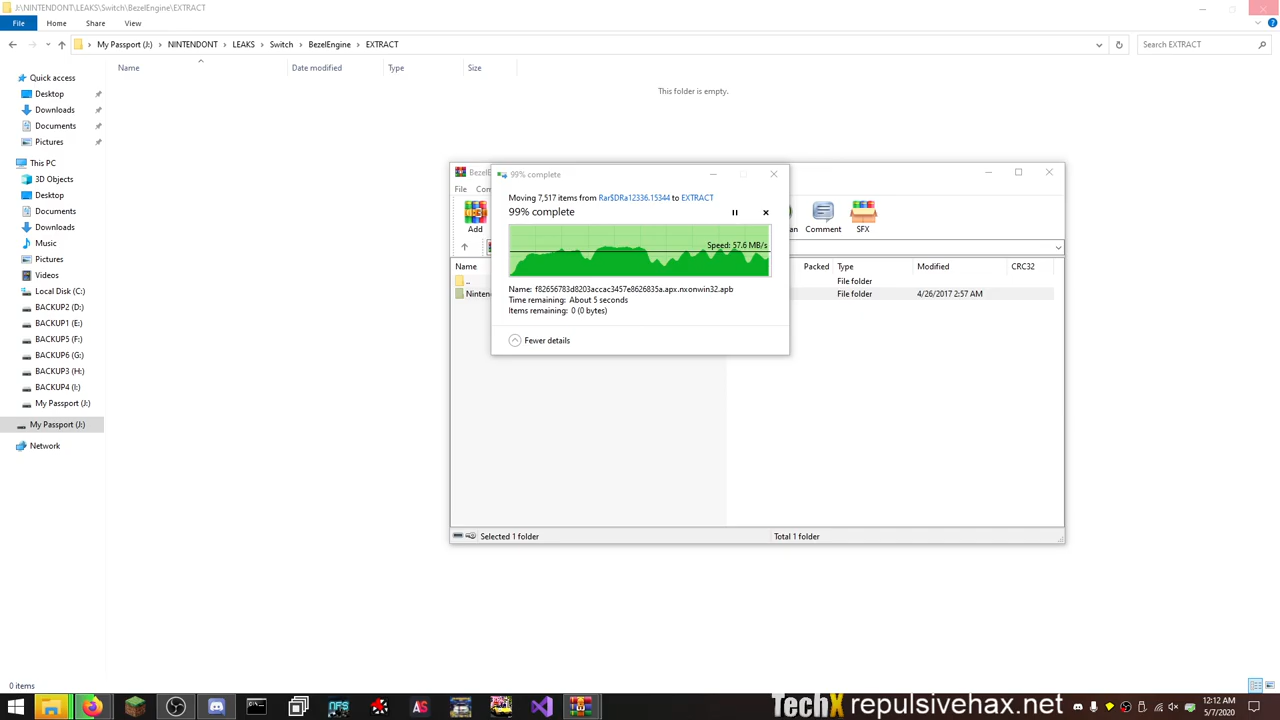 J:\NINTENDONT\LEAKS\Switch\BezelEngine\EXTRACT
File Home Share View
My Passport (J:) NINTENDONT LEAKS Switch BezelEngine EXTRACT
Search EXTRACT
Name Date modified Type Size
This folder is empty.
Quick access
Desktop
Downloads
Documents
Pictures
This PC
3D Objects
Desktop
Documents
Downloads
Music
Pictures
Videos
Local Disk (C:)
BACKUP2 (D:)
BACKUP1 (E:)
BACKUP5 (F:)
BACKUP6 (G:)
BACKUP3 (H:)
BACKUP4 (I:)
My Passport (J:)
My Passport (J:)
Network
0 items
99% complete
Moving 7,517 items from Rar$DRa12336.15344 to EXTRACT
99% complete
Speed: 57.6 MB/s
Name: f82656783d8203accac3457e8626835a.apx.nxonwin32.apb
Time remaining: About 5 seconds
Items remaining: 0 (0 bytes)
Fewer details
File
Add Comment SFX
Name Packed Type Modified CRC32
.. File folder
File folder 4/26/2017 2:57 AM
Selected 1 folder Total 1 folder
TechX repulsivehax.net
12:12 AM
5/7/2020